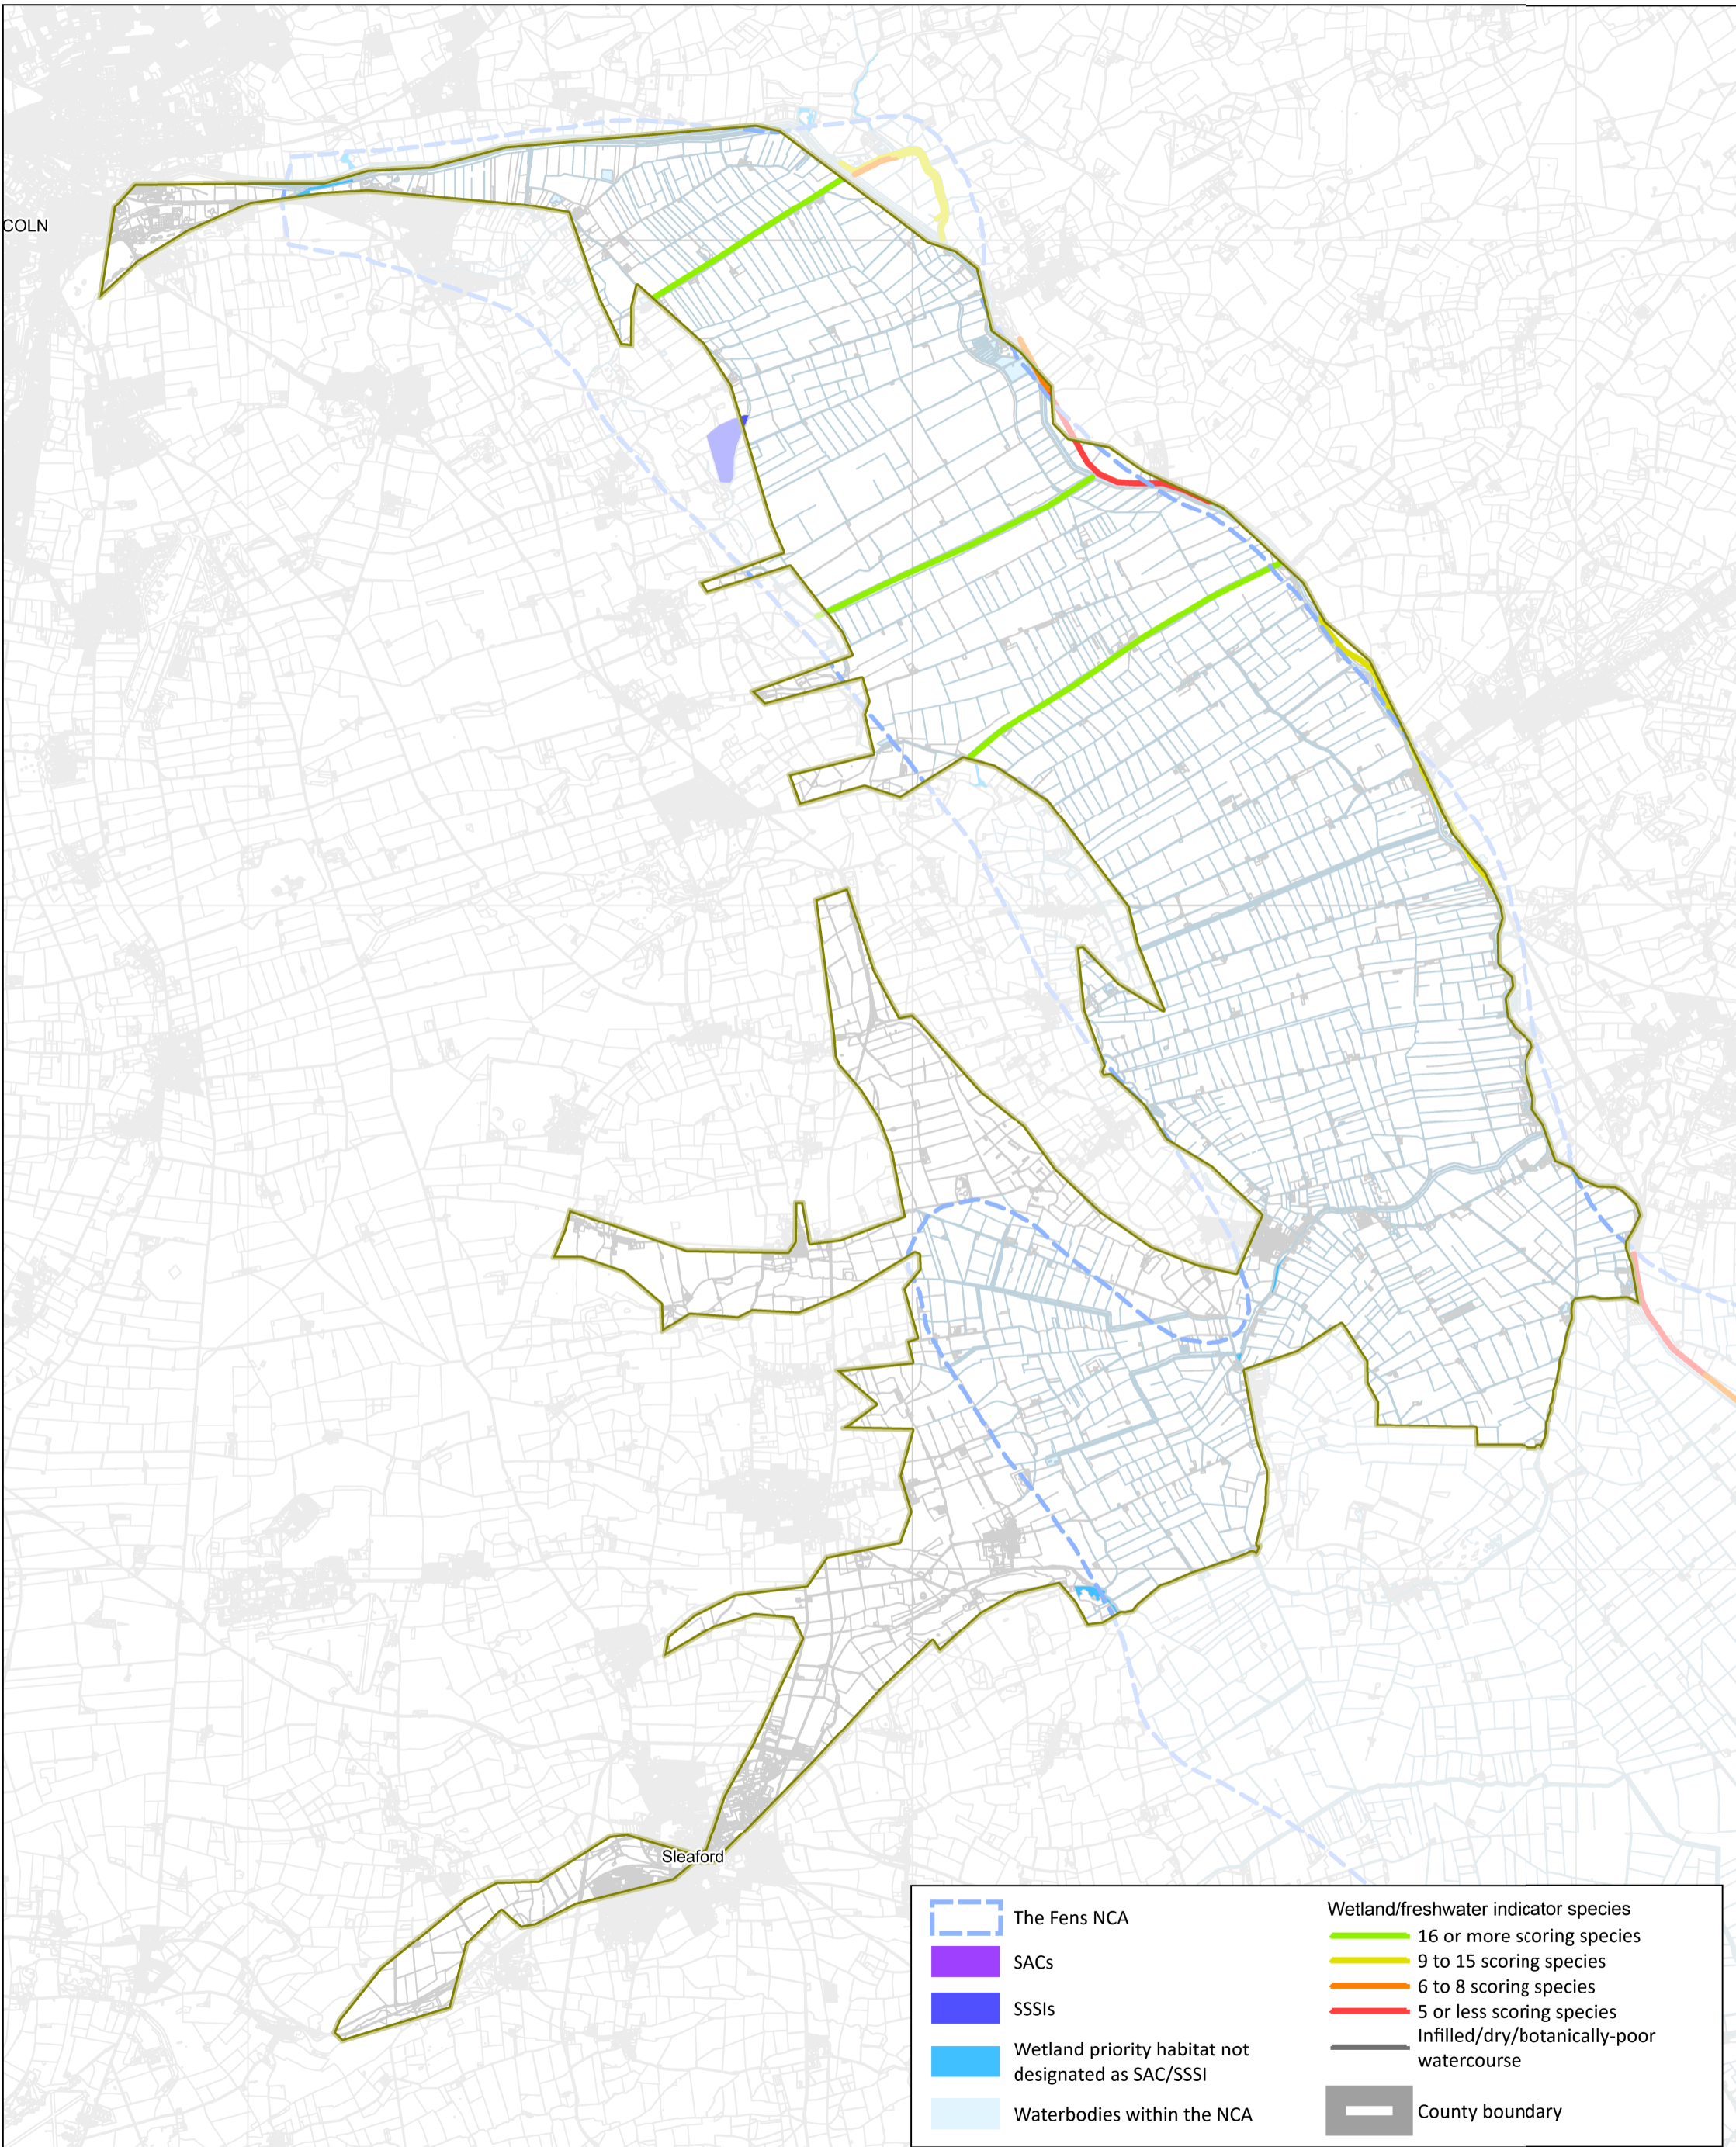 COLN
Sleaford
The Fens NCA
SACs
SSSIs
Wetland priority habitat not
designated as SAC/SSSI
Waterbodies within the NCA
Wetland/freshwater indicator species
16 or more scoring species
9 to 15 scoring species
6 to 8 scoring species
5 or less scoring species
Infilled/dry/botanically-poor
watercourse
County boundary